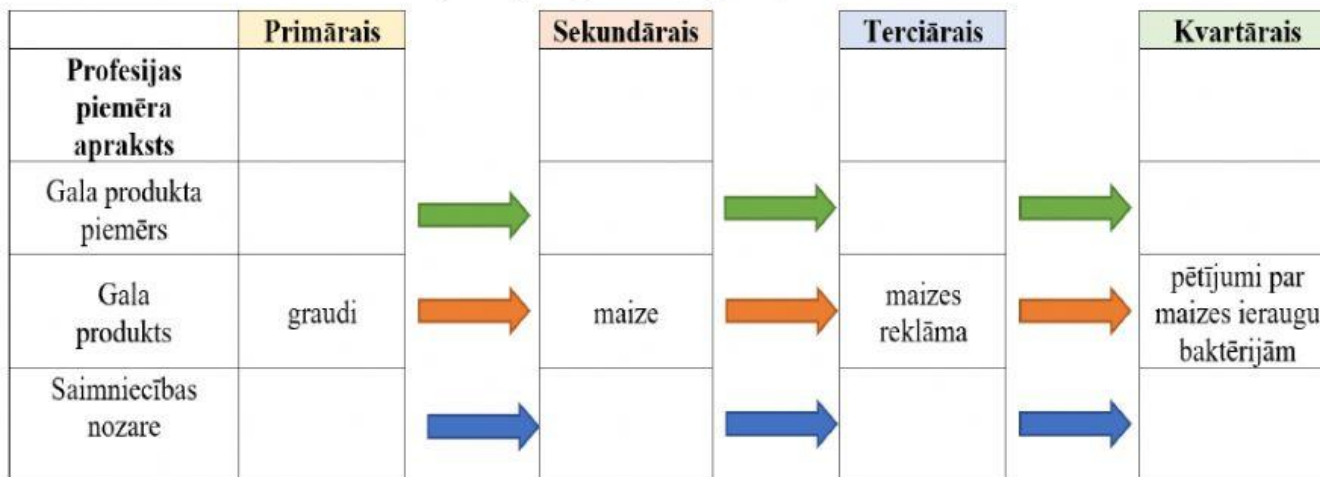 Primārais
Sekundārais
Terciārais
Kvartārais
Profesijas
piemēra
apraksts
Gala produkta
piemērs
Gala
produkts
graudi
maize
maizes
reklāma
pētījumi par
maizes ieraugu
baktērijām
Saimniecības
nozare